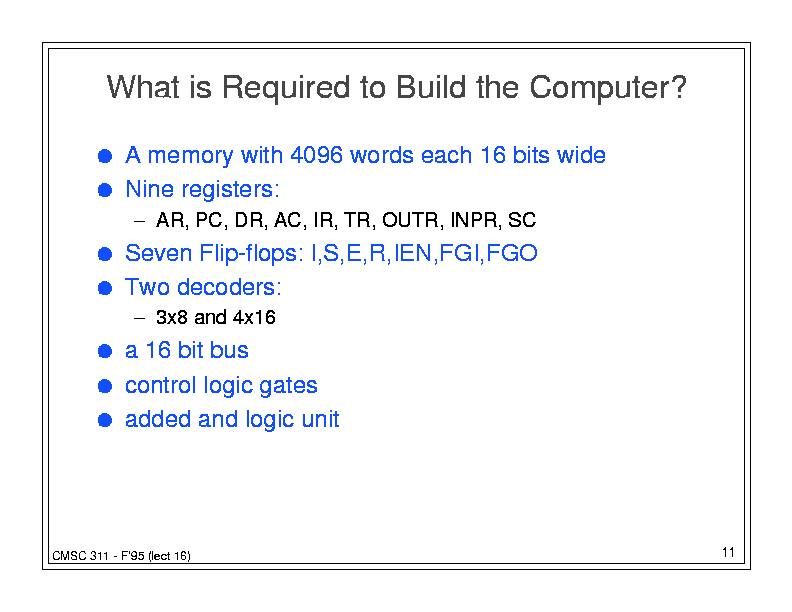 What is Required to Build the Computer?
● A memory with 4096 words each 16 bits wide
● Nine registers:
– AR, PC, DR, AC, IR, TR, OUTR, INPR, SC
● Seven Flip-flops: I,S,E,R,IEN,FGI,FGO
● Two decoders:
– 3x8 and 4x16
● a 16 bit bus
● control logic gates
● added and logic unit
CMSC 311 - F'95 (lect 16)
11